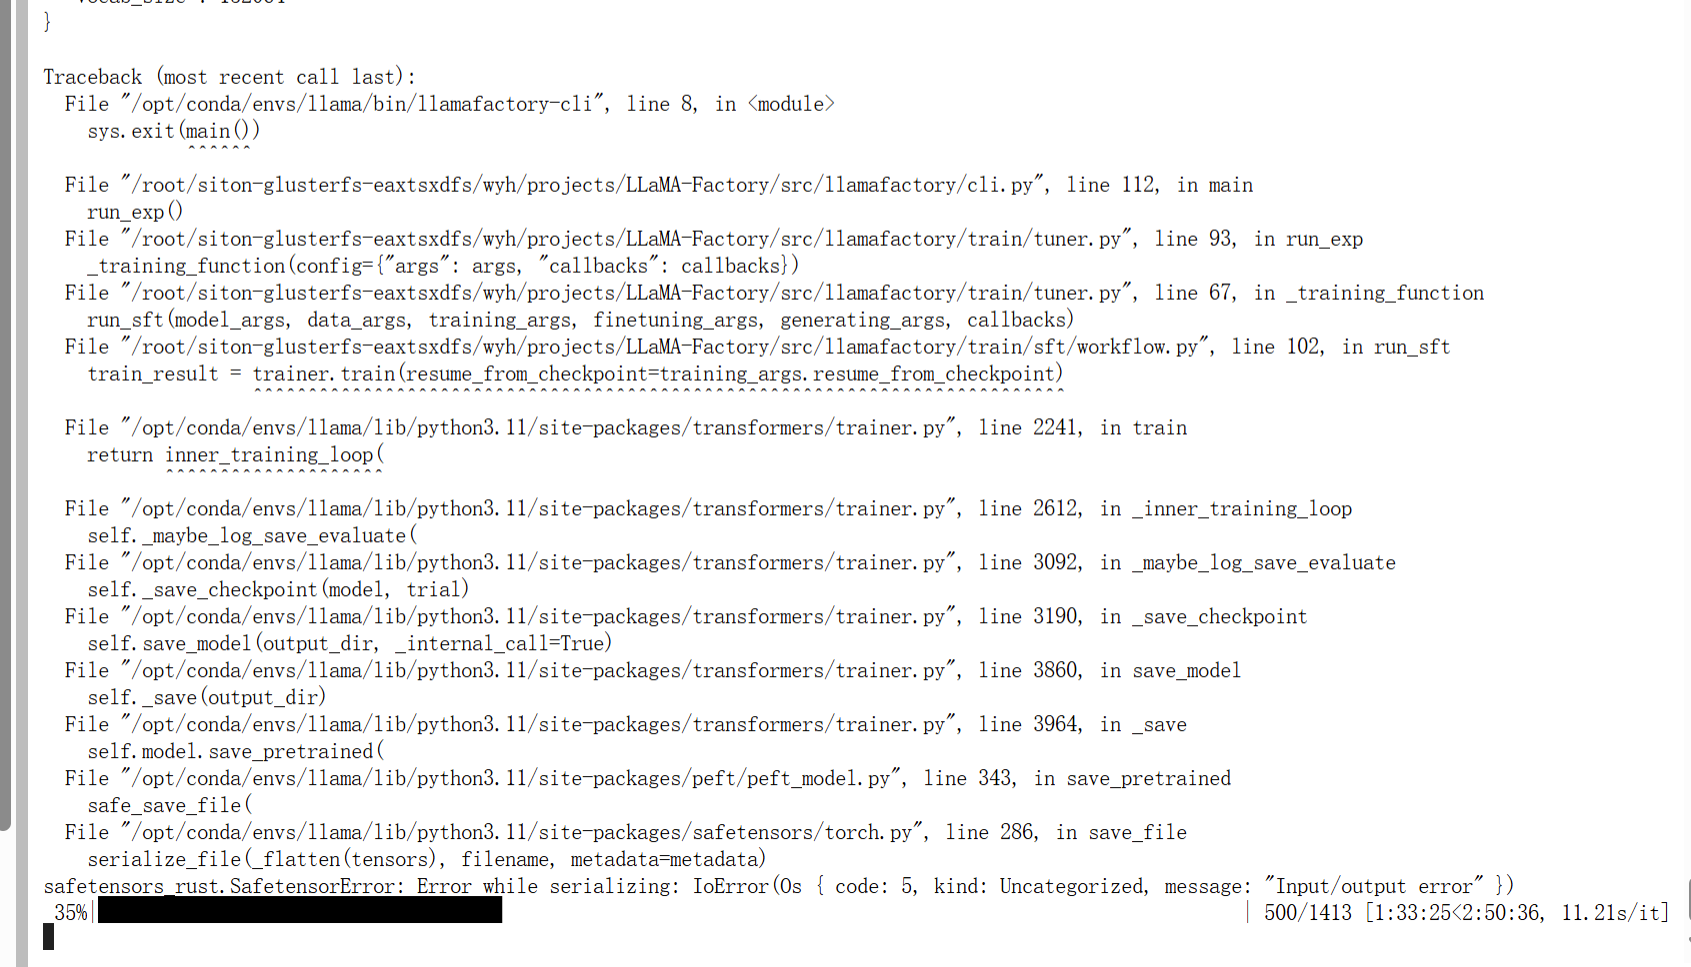 }
Traceback (most recent call last):
  File "/opt/conda/envs/llama/bin/llamafactory-cli", line 8, in <module>
    sys.exit(main())
             ^^^^^^
  File "/root/siton-glusterfs-eaxtsxdfs/wyh/projects/LLaMA-Factory/src/llamafactory/cli.py", line 112, in main
    run_exp()
  File "/root/siton-glusterfs-eaxtsxdfs/wyh/projects/LLaMA-Factory/src/llamafactory/train/tuner.py", line 93, in run_exp
    _training_function(config={"args": args, "callbacks": callbacks})
  File "/root/siton-glusterfs-eaxtsxdfs/wyh/projects/LLaMA-Factory/src/llamafactory/train/tuner.py", line 67, in _training_function
    run_sft(model_args, data_args, training_args, finetuning_args, generating_args, callbacks)
  File "/root/siton-glusterfs-eaxtsxdfs/wyh/projects/LLaMA-Factory/src/llamafactory/train/sft/workflow.py", line 102, in run_sft
    train_result = trainer.train(resume_from_checkpoint=training_args.resume_from_checkpoint)
                   ^^^^^^^^^^^^^^^^^^^^^^^^^^^^^^^^^^^^^^^^^^^^^^^^^^^^^^^^^^^^^^^^^^^^^^^^^^
  File "/opt/conda/envs/llama/lib/python3.11/site-packages/transformers/trainer.py", line 2241, in train
    return inner_training_loop(
           ^^^^^^^^^^^^^^^^^^^^
  File "/opt/conda/envs/llama/lib/python3.11/site-packages/transformers/trainer.py", line 2612, in _inner_training_loop
    self._maybe_log_save_evaluate(
  File "/opt/conda/envs/llama/lib/python3.11/site-packages/transformers/trainer.py", line 3092, in _maybe_log_save_evaluate
    self._save_checkpoint(model, trial)
  File "/opt/conda/envs/llama/lib/python3.11/site-packages/transformers/trainer.py", line 3190, in _save_checkpoint
    self.save_model(output_dir, _internal_call=True)
  File "/opt/conda/envs/llama/lib/python3.11/site-packages/transformers/trainer.py", line 3860, in save_model
    self._save(output_dir)
  File "/opt/conda/envs/llama/lib/python3.11/site-packages/transformers/trainer.py", line 3964, in _save
    self.model.save_pretrained(
  File "/opt/conda/envs/llama/lib/python3.11/site-packages/peft/peft_model.py", line 343, in save_pretrained
    safe_save_file(
  File "/opt/conda/envs/llama/lib/python3.11/site-packages/safetensors/torch.py", line 286, in save_file
    serialize_file(_flatten(tensors), filename, metadata=metadata)
safetensors_rust.SafetensorError: Error while serializing: IoError(Os { code: 5, kind: Uncategorized, message: "Input/output error" })
 35%| | 500/1413 [1:33:25<2:50:36, 11.21s/it]